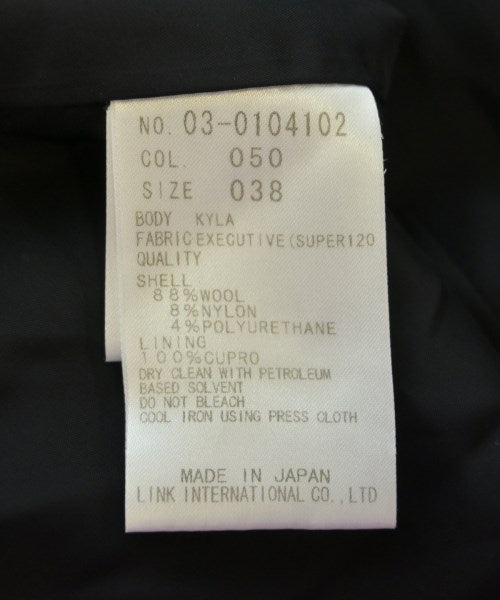 NO. 03-0104102
COL. 050
SIZE 038
BODY KYLA
FABRIC EXECUTIVE (SUPER120
QUALITY
SHELL
88%WOOL
8%NYLON
4%POLYURETHANE
LINING
100%CUPRO
DRY CLEAN WITH PETROLEUM
BASED SOLVENT
DO NOT BLEACH
COOL IRON USING PRESS CLOTH
MADE IN JAPAN
LINK INTERNATIONAL CO.,LTD